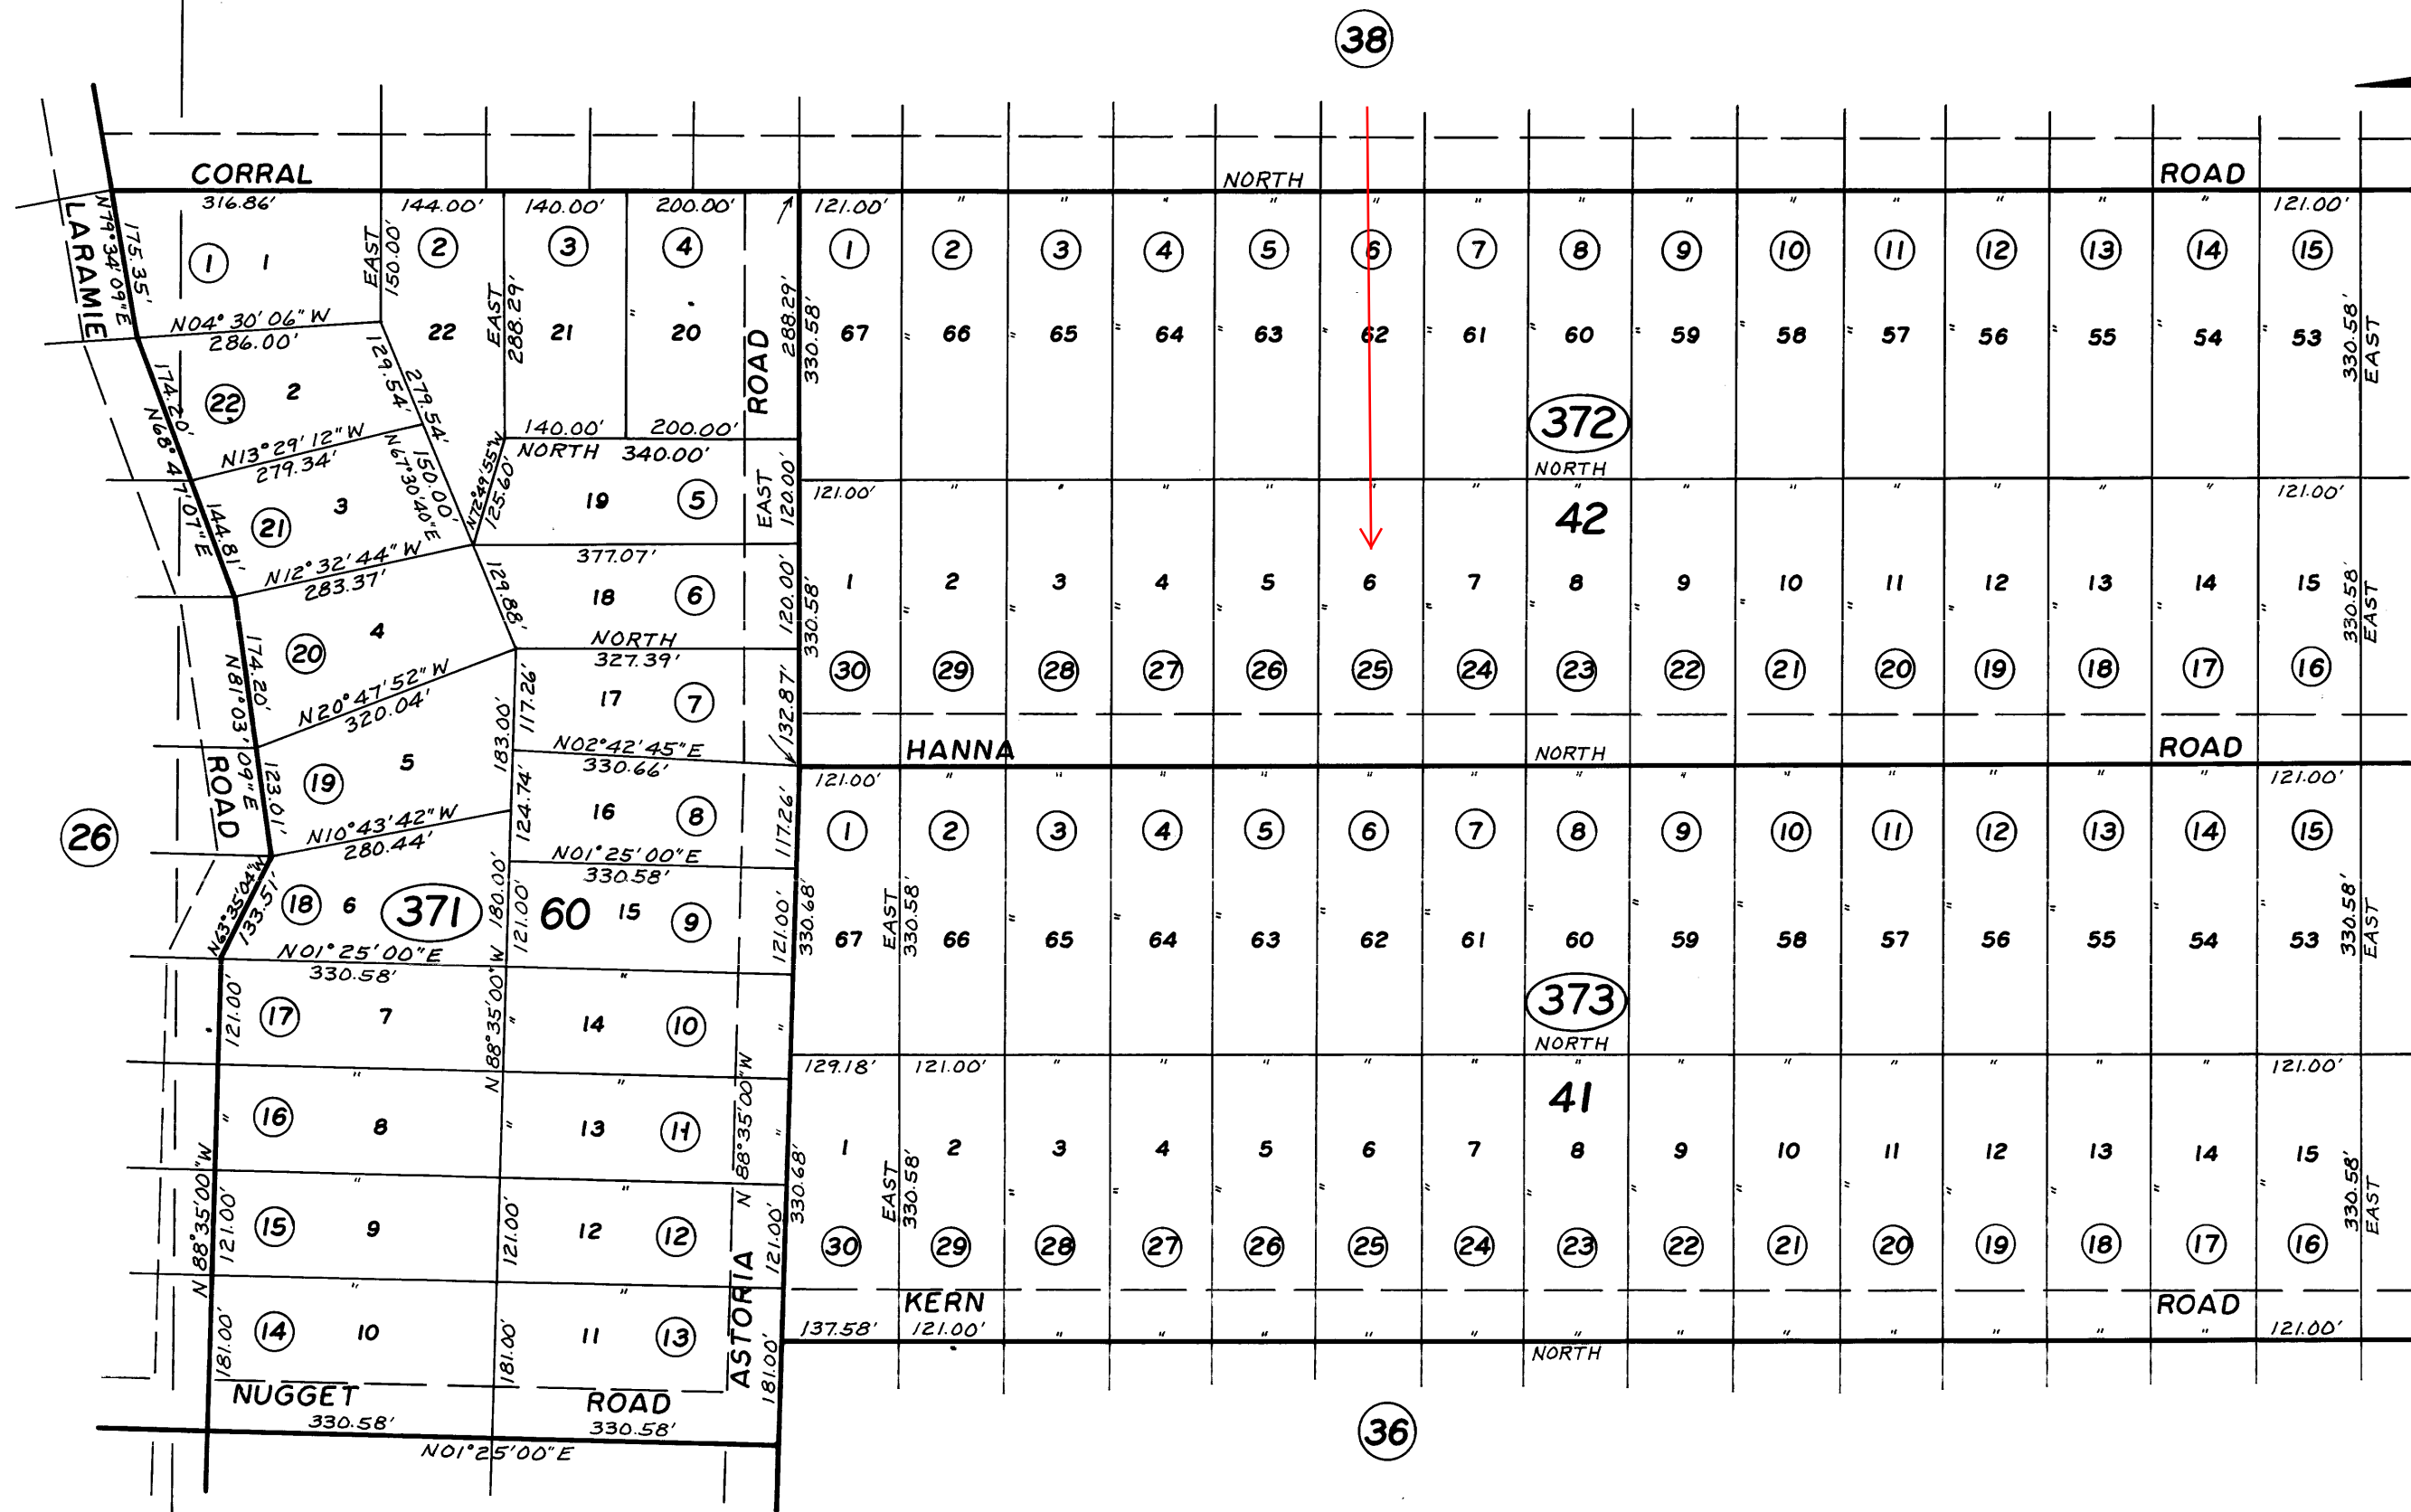 38
CORRAL NORTH ROAD
316.86' 144.00' 140.00' 200.00' 121.00' " " " " " " " " " " " " " 121.00'
LARAMIE
N79°34'09"E
175.35'
1 1
EAST
150.00'
2 3 4
1 2 3 4 5 6 7 8 9 10 11 12 13 14 15
EAST
288.29'
"
ROAD
288.29'
330.58'
22 21 20
67 " 66 " 65 " 64 " 63 " 62 " 61 " 60 " 59 " 58 " 57 " 56 " 55 " 54 " 53
330.58'
EAST
N04°30'06"W
286.00'
22 2
174.20'
N68°47'07"E
129.54'
279.54'
150.00'
N67°30'40"E
372
NORTH
140.00' 200.00'
NORTH 340.00'
N13°29'12"W
279.34'
N72°49'55"W
125.60'
19 5
EAST
120.00'
121.00' " " " " " " " " " " " " " 121.00'
42
21 3
144.81'
N12°32'44"W
283.37'
377.07'
129.88'
18 6
120.00'
330.58'
1 2 3 4 5 6 7 8 9 10 11 12 13 14 15
" " " " " " " " " " " " " "
330.58'
EAST
20 4
174.20'
N81°03'09"E
NORTH
327.39'
30 29 28 27 26 25 24 23 22 21 20 19 18 17 16
N20°47'52"W
320.04'
183.00'
117.26'
17 7
132.87'
HANNA NORTH ROAD
N02°42'45"E
330.66'
121.00' " " " " " " " " " " " " " 121.00'
ROAD
19 5
123.01'
124.74'
16 8
117.26'
1 2 3 4 5 6 7 8 9 10 11 12 13 14 15
26
N10°43'42"W
280.44'
N01°25'00"E
330.58'
N63°35'04"W
133.51'
18 6 371
180.00'
121.00'
60 15 9
121.00'
330.68'
EAST
330.58'
67 66 65 64 63 62 61 60 59 58 57 56 55 54 53
" " " " " " " " " " " " "
330.58'
EAST
N01°25'00"E
330.58'
"
N88°35'00"W
121.00'
17 7 " 14 10 "
373
NORTH
129.18' 121.00' " " " " " " " " " " " " 121.00'
41
" "
16 8 13 11
" " "
N88°35'00"W
330.68'
1 2 3 4 5 6 7 8 9 10 11 12 13 14 15
EAST
330.58'
" " " " " " " " " " " " "
330.58'
EAST
N88°35'00"W
" "
121.00' 15 9 121.00' 12 12 121.00'
30 29 28 27 26 25 24 23 22 21 20 19 18 17 16
" "
ASTORIA
KERN ROAD
181.00' 14 10 181.00' 11 13 181.00'
137.58' 121.00' " " " " " " " " " " " " 121.00'
NORTH
NUGGET ROAD
330.58' 330.58'
N01°25'00"E
36